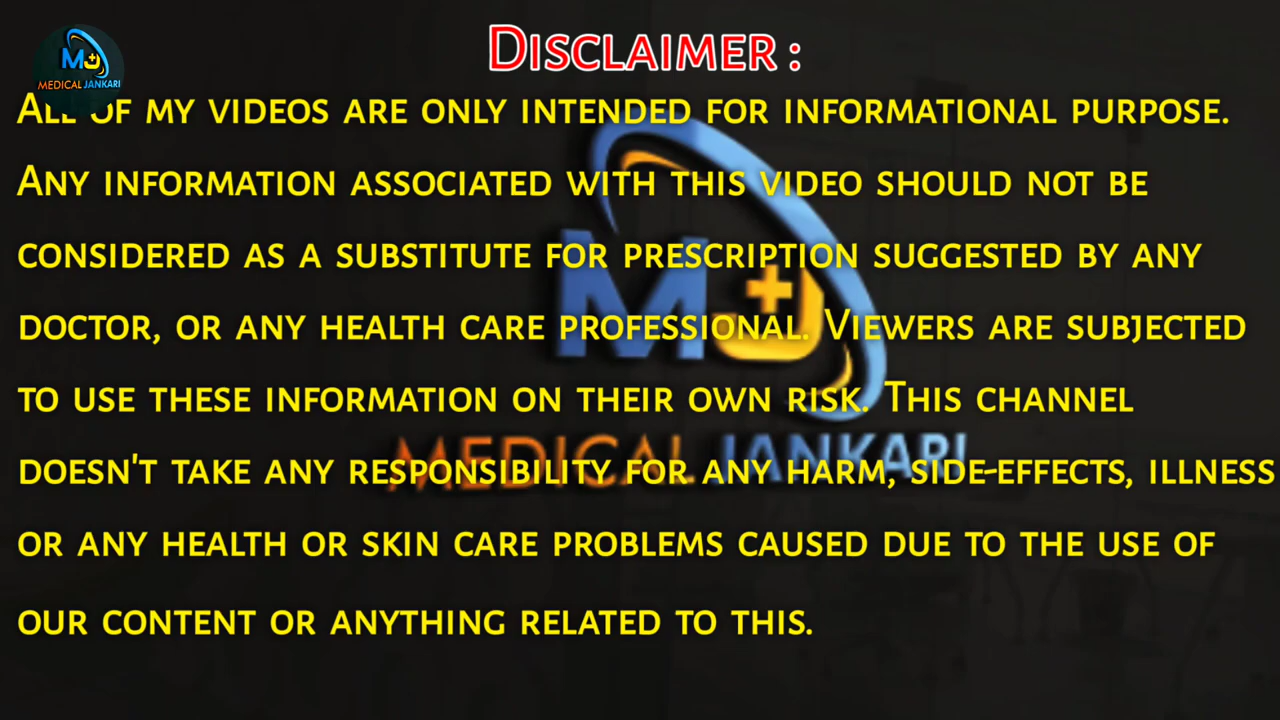 MJ
MEDICAL JANKARI
DISCLAIMER :
ALL OF MY VIDEOS ARE ONLY INTENDED FOR INFORMATIONAL PURPOSE.
ANY INFORMATION ASSOCIATED WITH THIS VIDEO SHOULD NOT BE
CONSIDERED AS A SUBSTITUTE FOR PRESCRIPTION SUGGESTED BY ANY
DOCTOR, OR ANY HEALTH CARE PROFESSIONAL. VIEWERS ARE SUBJECTED
TO USE THESE INFORMATION ON THEIR OWN RISK. THIS CHANNEL
DOESN'T TAKE ANY RESPONSIBILITY FOR ANY HARM, SIDE-EFFECTS, ILLNESS
OR ANY HEALTH OR SKIN CARE PROBLEMS CAUSED DUE TO THE USE OF
OUR CONTENT OR ANYTHING RELATED TO THIS.
MJ
MEDICAL JANKARI